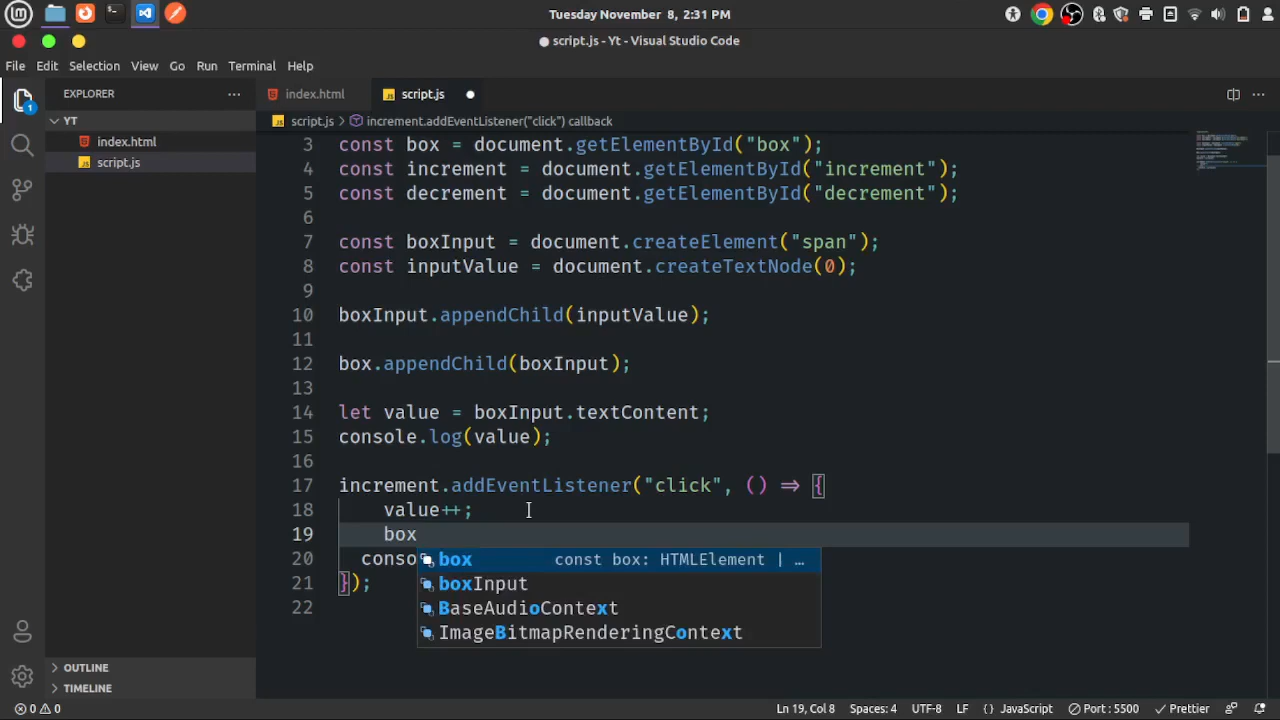 Tuesday November 8, 2:31 PM
script.js - Yt - Visual Studio Code
File Edit Selection View Go Run Terminal Help
EXPLORER
index.html
script.js
YT
script.js increment.addEventListener("click") callback
index.html
script.js
1
3 const box = document.getElementById("box");
4 const increment = document.getElementById("increment");
5 const decrement = document.getElementById("decrement");
6
7 const boxInput = document.createElement("span");
8 const inputValue = document.createTextNode(0);
9
10 boxInput.appendChild(inputValue);
11
12 box.appendChild(boxInput);
13
14 let value = boxInput.textContent;
15 console.log(value);
16
17 increment.addEventListener("click", () => {
18 value++;
19 box
20 conso
21 });
22
box const box: HTMLElement | …
boxInput
BaseAudioContext
ImageBitmapRenderingContext
OUTLINE
TIMELINE
0 0 Ln 19, Col 8 Spaces: 4 UTF-8 LF {} JavaScript Port : 5500 Prettier